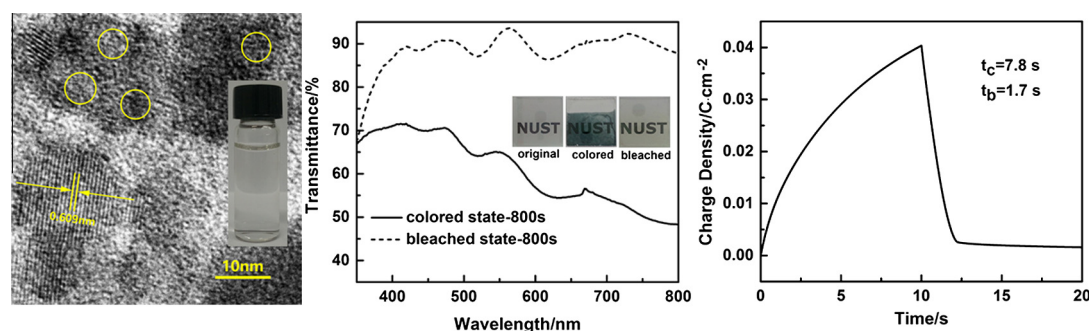 0.609nm
10nm
Transmittance/%
90
80
70
60
50
40
400
500
600
700
800
Wavelength/nm
NUST NUST NUST
original colored bleached
colored state-800s
bleached state-800s
Charge Density/C·cm⁻²
0.04
0.03
0.02
0.01
0.00
0
5
10
15
20
Time/s
t꜀=7.8 s
t_b=1.7 s